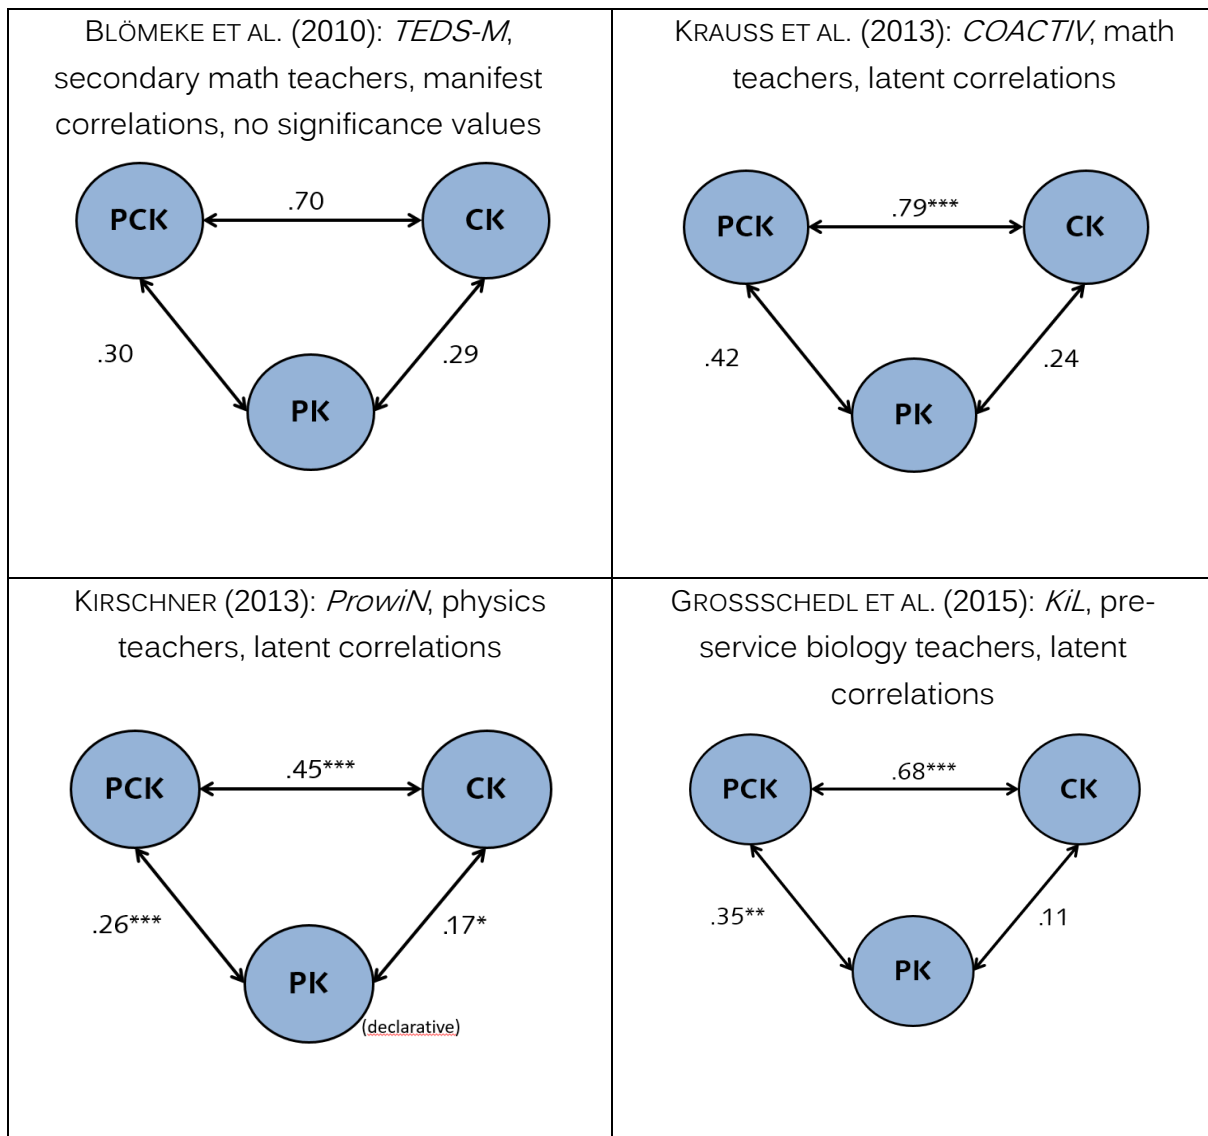 BLÖMEKE ET AL. (2010): TEDS-M,
secondary math teachers, manifest
correlations, no significance values
PCK
.70
CK
.30
.29
PK
KRAUSS ET AL. (2013): COACTIV, math
teachers, latent correlations
PCK
.79***
CK
.42
.24
PK
KIRSCHNER (2013): ProwiN, physics
teachers, latent correlations
PCK
.45***
CK
.26***
.17*
PK
(declarative)
GROSSSCHEDL ET AL. (2015): KiL, pre-
service biology teachers, latent
correlations
PCK
.68***
CK
.35**
.11
PK